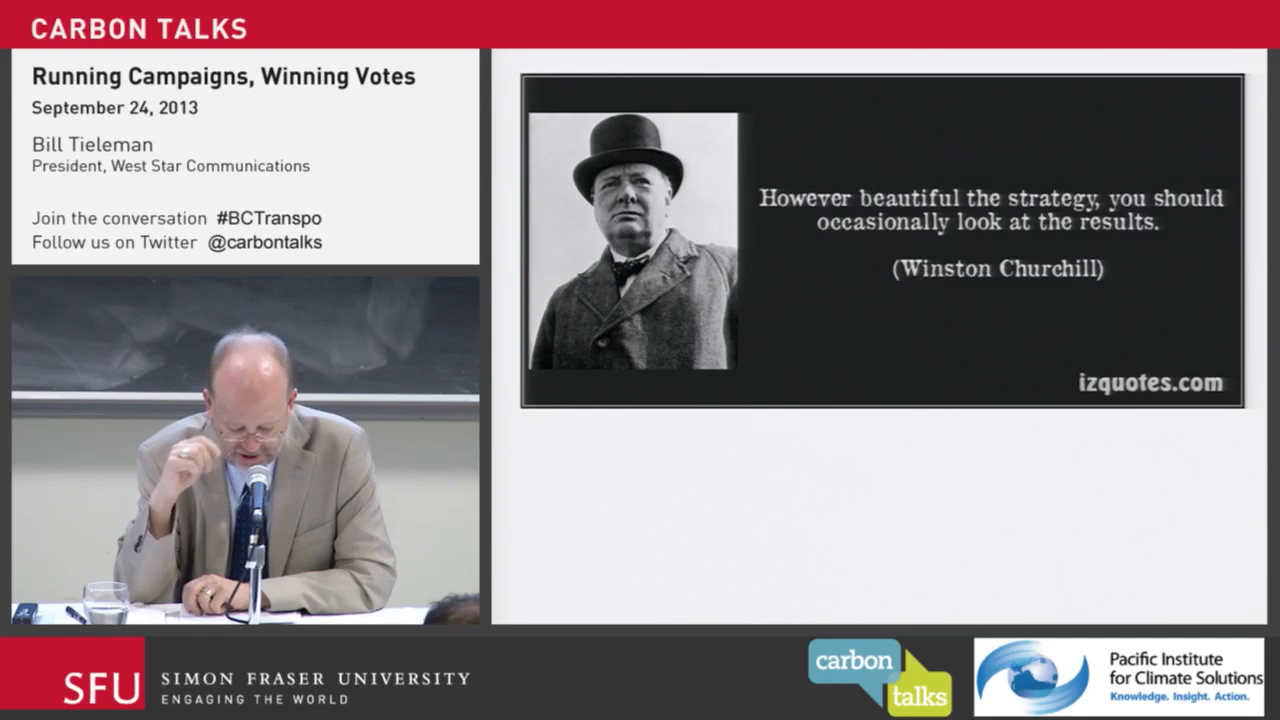 CARBON TALKS
Running Campaigns, Winning Votes
September 24, 2013
Bill Tieleman
President, West Star Communications
Join the conversation #BCTranspo
Follow us on Twitter @carbontalks
However beautiful the strategy, you should
occasionally look at the results.
(Winston Churchill)
izquotes.com
SFU
SIMON FRASER UNIVERSITY
ENGAGING THE WORLD
carbon
talks
Pacific Institute
for Climate Solutions
Knowledge. Insight. Action.